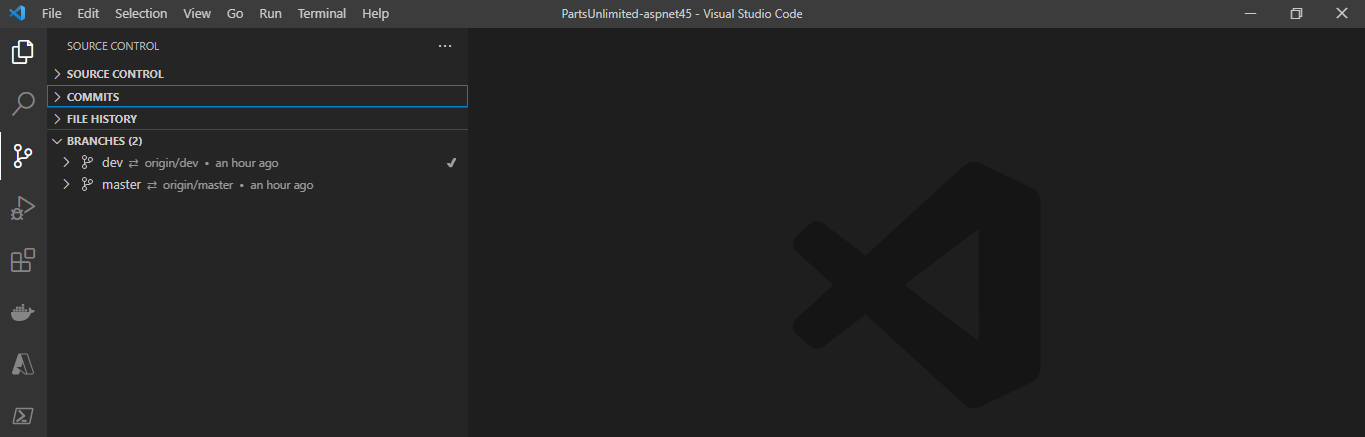 File Edit Selection View Go Run Terminal Help PartsUnlimited-aspnet45 - Visual Studio Code
SOURCE CONTROL
SOURCE CONTROL
COMMITS
FILE HISTORY
BRANCHES (2)
dev ⇄ origin/dev • an hour ago
master ⇄ origin/master • an hour ago